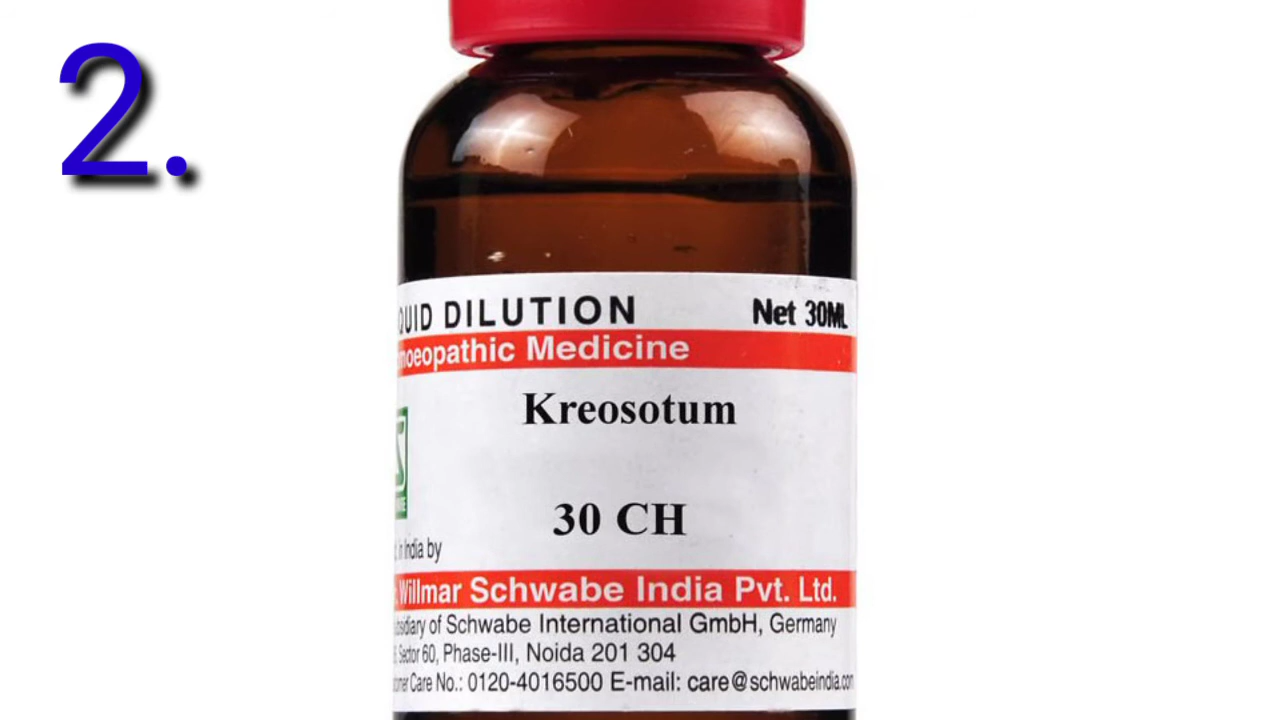 2.
QUID DILUTION Net 30ML
moeopathic Medicine
Kreosotum
30 CH
in India by
Willmar Schwabe India Pvt. Ltd.
sidiary of Schwabe International GmbH, Germany
Sector 60, Phase-III, Noida 201 304
Care No.: 0120-4016500 E-mail: care@schwabeindia.com